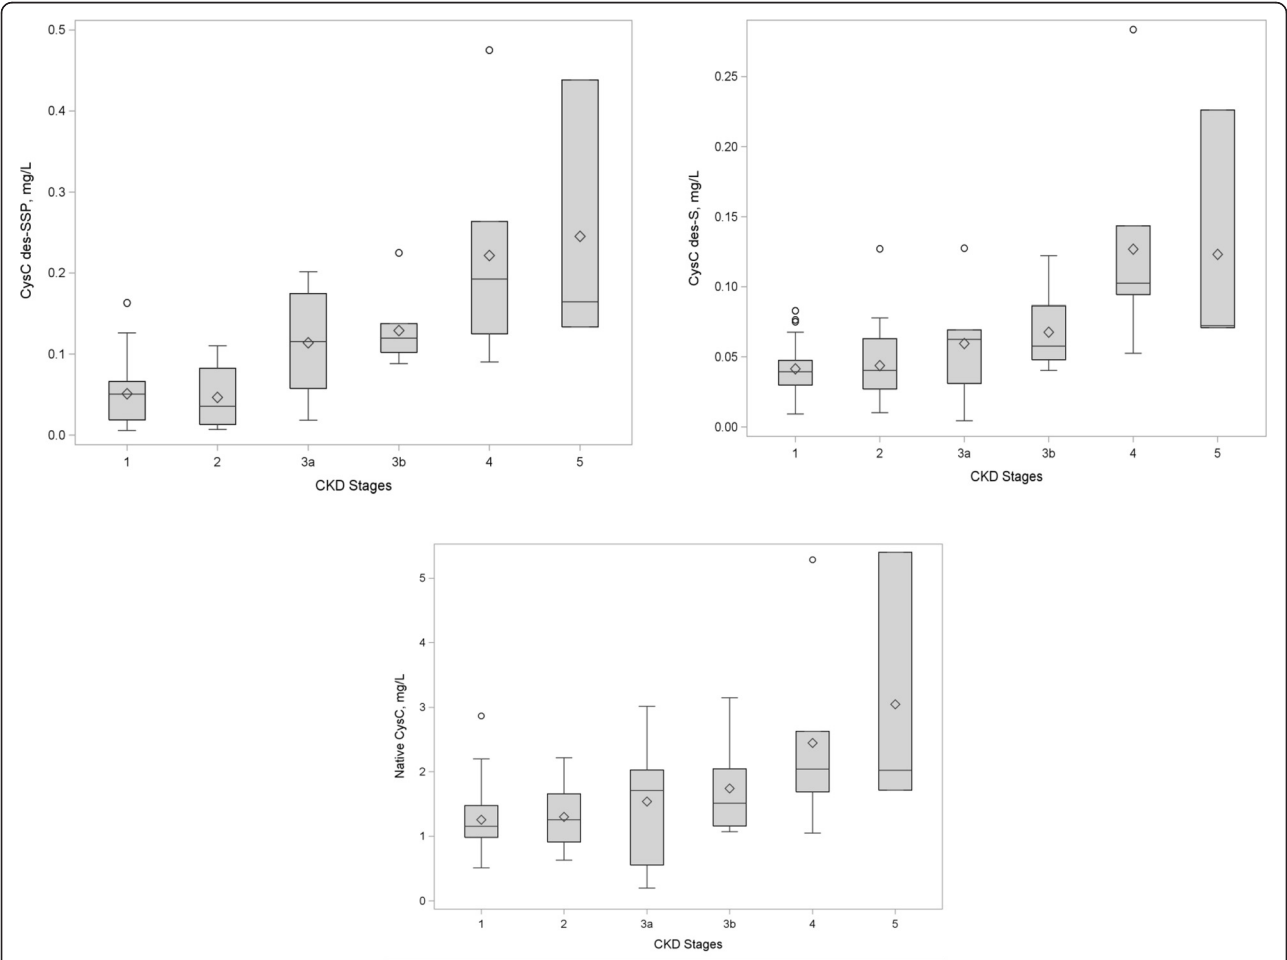 0.5
0.4
0.3
0.2
0.1
0.0
CysC des-SSP, mg/L
1 2 3a 3b 4 5
CKD Stages
0.25
0.20
0.15
0.10
0.05
0.00
CysC des-S, mg/L
1 2 3a 3b 4 5
CKD Stages
5
4
3
2
1
0
Native CysC, mg/L
1 2 3a 3b 4 5
CKD Stages